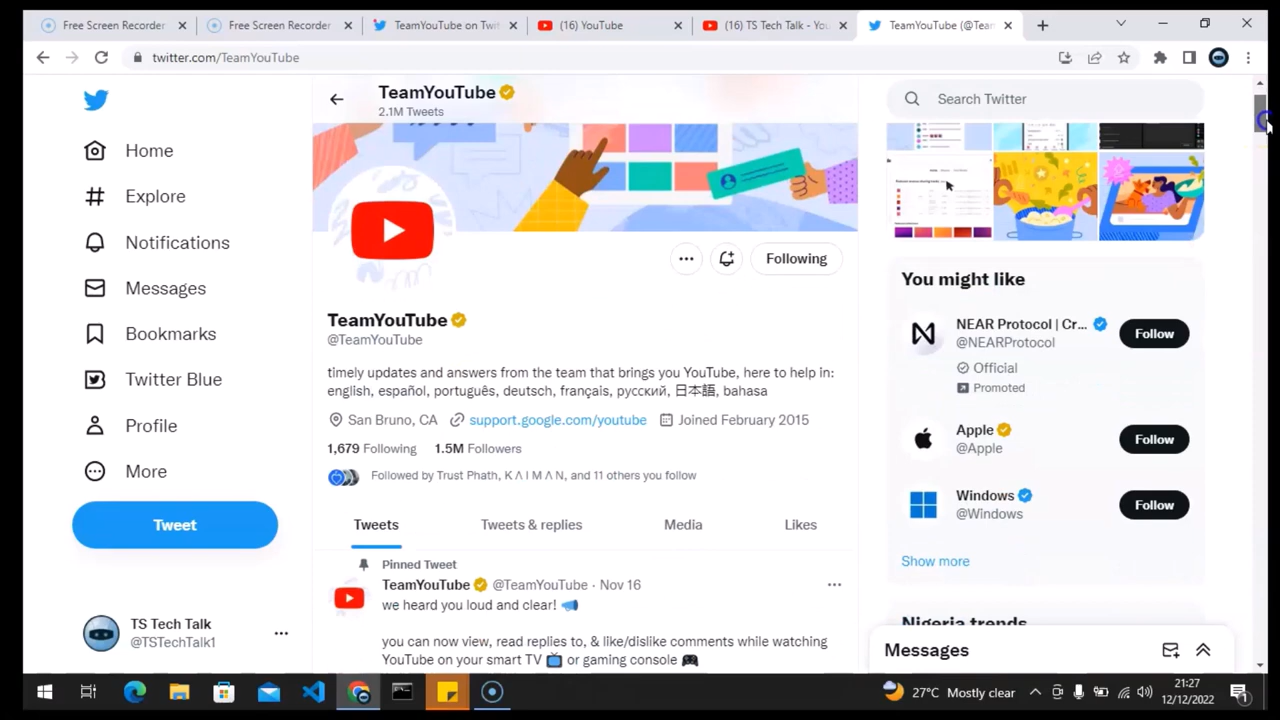 Free Screen Recorder
Free Screen Recorder
TeamYouTube on Twit
(16) YouTube
(16) TS Tech Talk - You
TeamYouTube (@Team
twitter.com/TeamYouTube
TeamYouTube
2.1M Tweets
Search Twitter
Home
Explore
Notifications
Messages
Bookmarks
Twitter Blue
Profile
More
Tweet
TS Tech Talk
@TSTechTalk1
Following
TeamYouTube
@TeamYouTube
timely updates and answers from the team that brings you YouTube, here to help in:
english, español, português, deutsch, français, русский, 日本語, bahasa
San Bruno, CA
support.google.com/youtube
Joined February 2015
1,679 Following
1.5M Followers
Followed by Trust Phath, K Λ I M Λ N, and 11 others you follow
Tweets
Tweets & replies
Media
Likes
Pinned Tweet
TeamYouTube @TeamYouTube · Nov 16
we heard you loud and clear! 📣
you can now view, read replies to, & like/dislike comments while watching
YouTube on your smart TV 📺 or gaming console 🎮
You might like
NEAR Protocol | Cr...
@NEARProtocol
Official
Promoted
Follow
Apple
@Apple
Follow
Windows
@Windows
Follow
Show more
Nigeria trends
Messages
27°C Mostly clear
21:27
12/12/2022
1